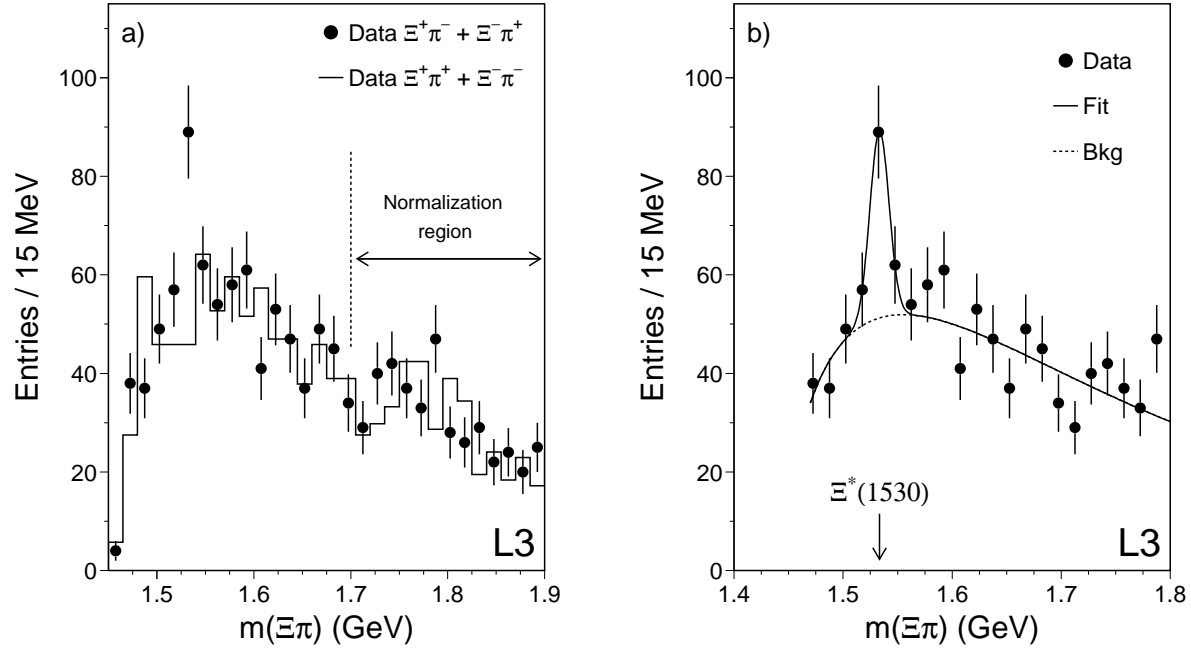 a)
Data Ξ⁺π⁻ + Ξ⁻π⁺
Data Ξ⁺π⁺ + Ξ⁻π⁻
Normalization
region
Entries / 15 MeV
100
80
60
40
20
0
1.5
1.6
1.7
1.8
1.9
m(Ξπ) (GeV)
L3
b)
Data
Fit
Bkg
Entries / 15 MeV
100
80
60
40
20
0
Ξ*(1530)
L3
1.4
1.5
1.6
1.7
1.8
m(Ξπ) (GeV)